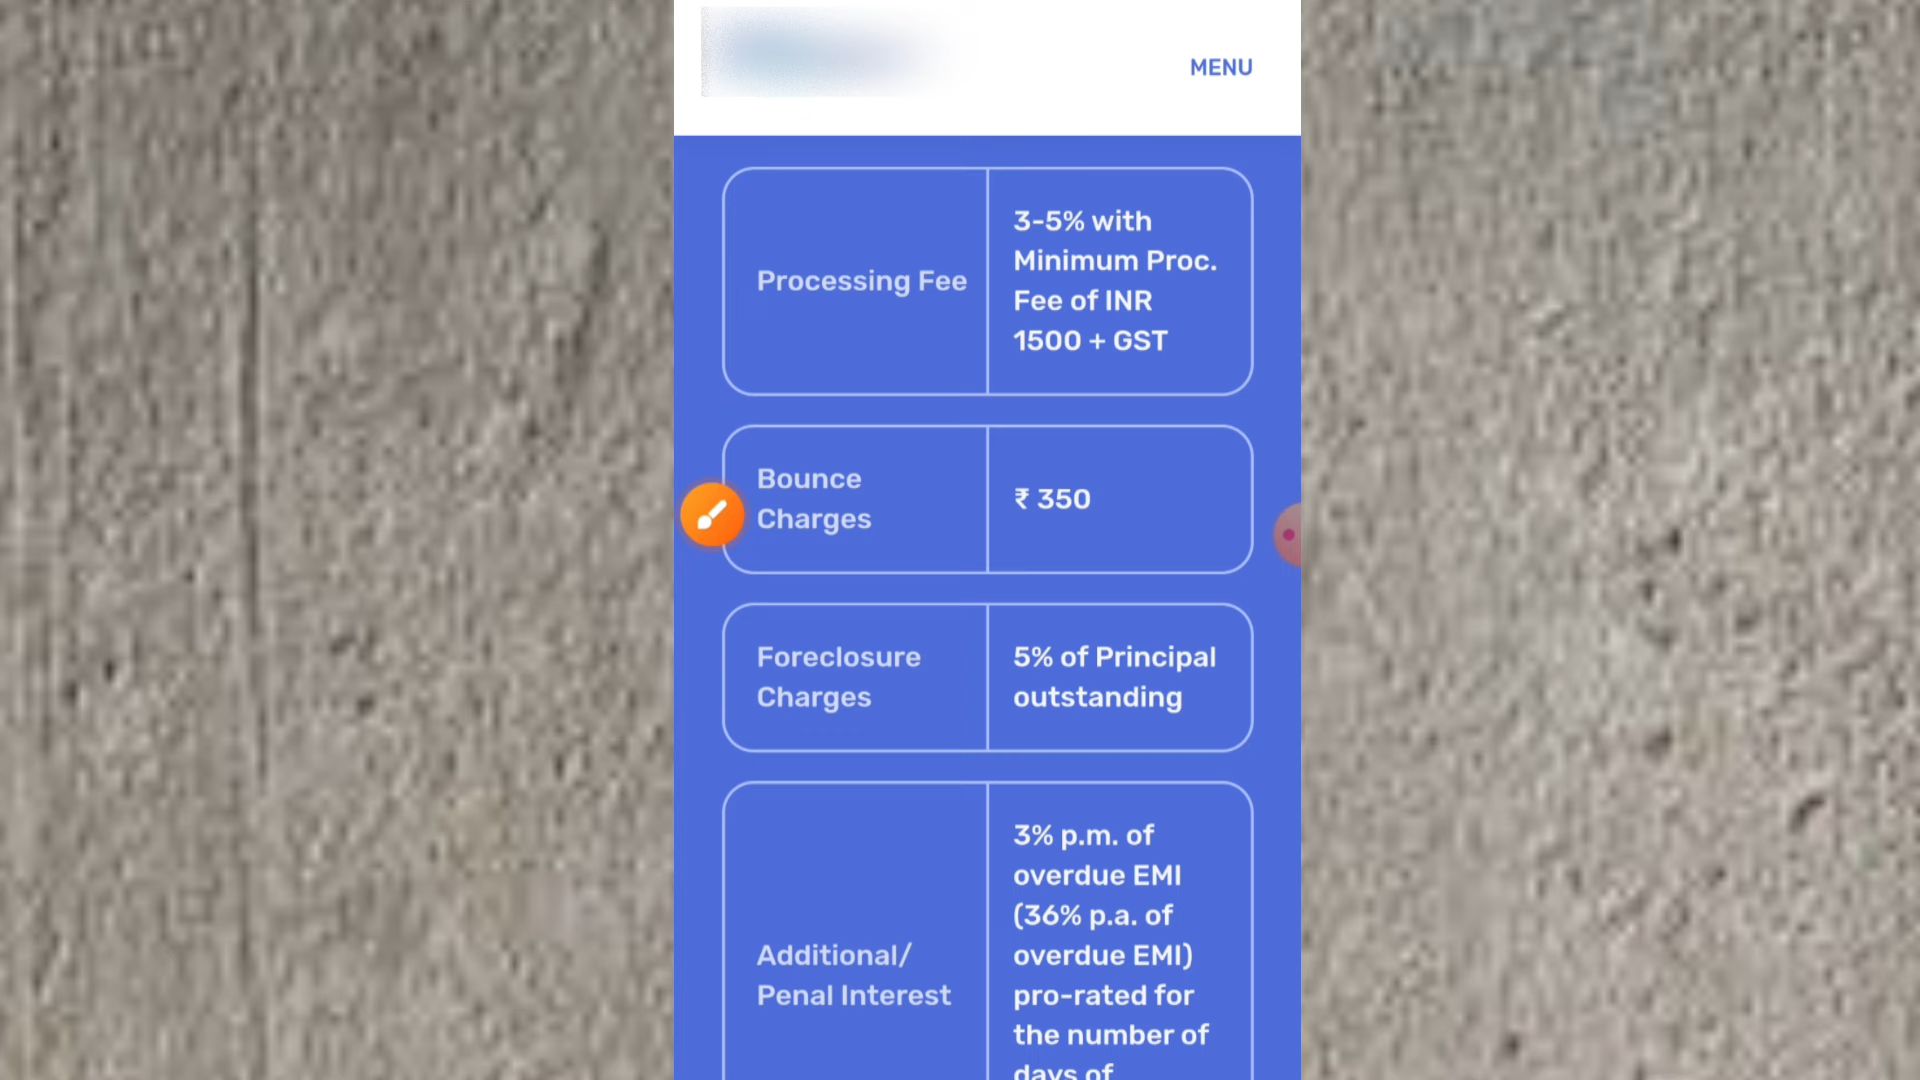 MENU
Processing Fee
3-5% with
Minimum Proc.
Fee of INR
1500 + GST
Bounce
Charges
₹ 350
Foreclosure
Charges
5% of Principal
outstanding
Additional/
Penal Interest
3% p.m. of
overdue EMI
(36% p.a. of
overdue EMI)
pro-rated for
the number of
days of